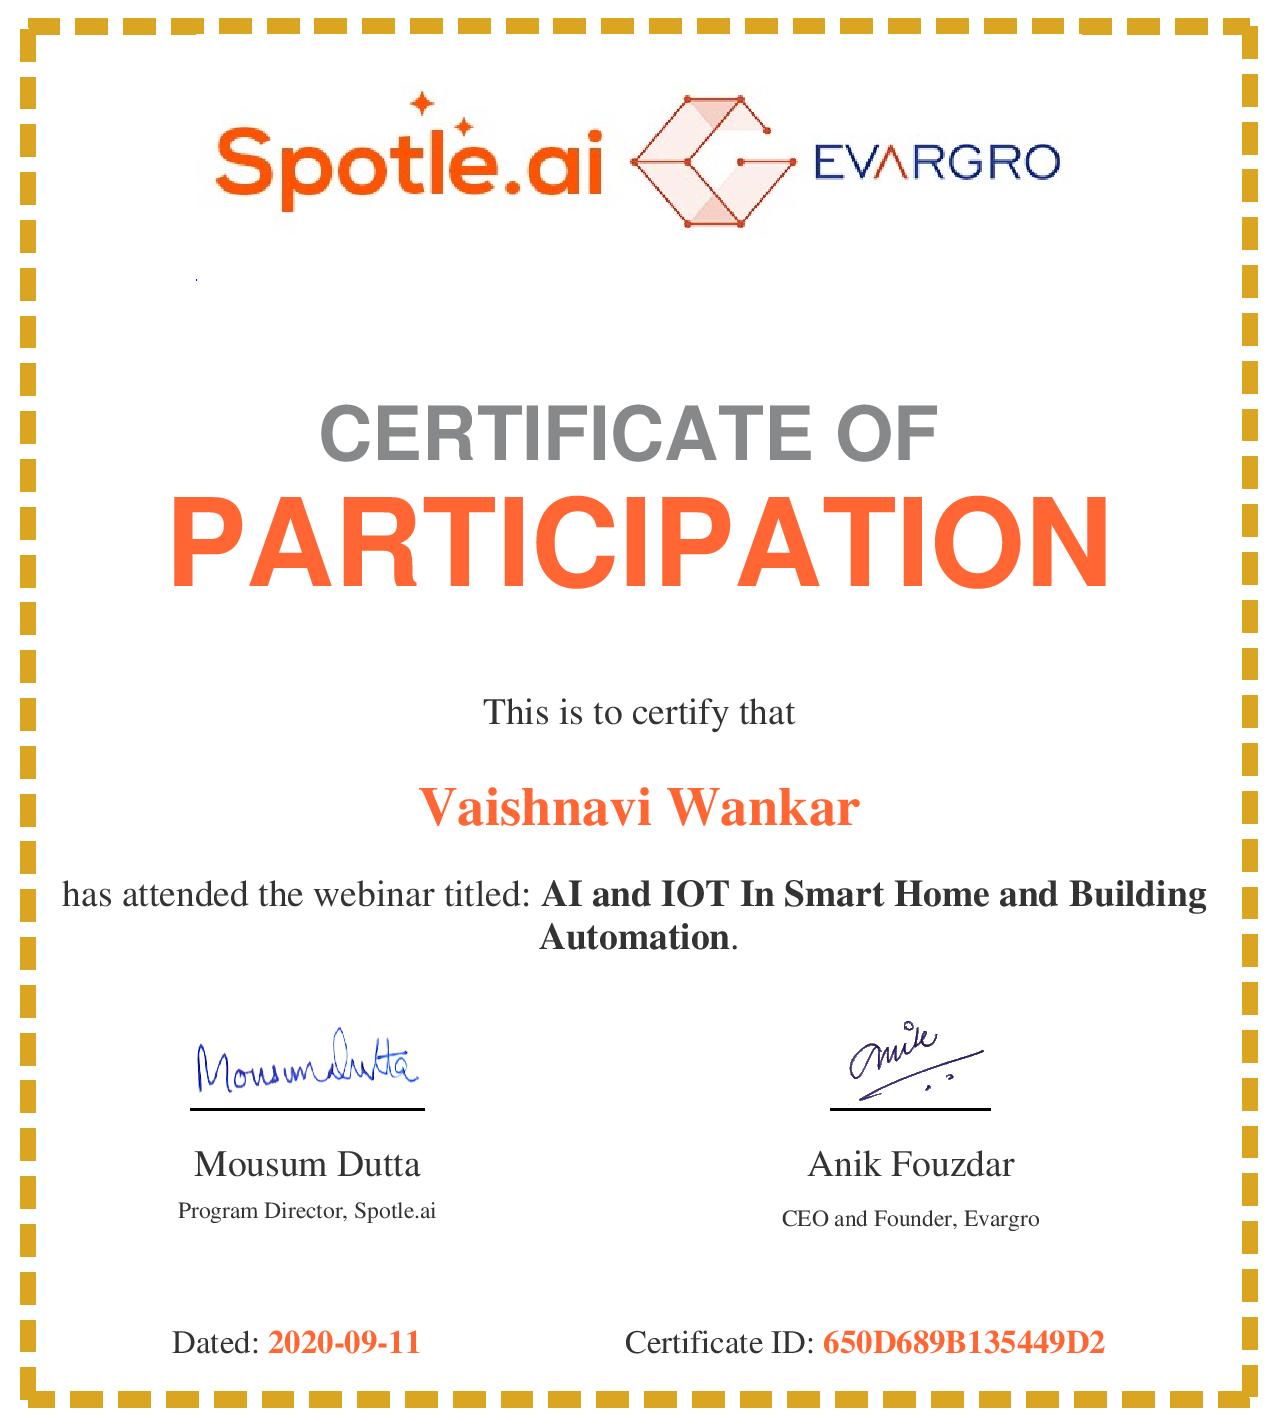 Spotle.ai EVARGRO
CERTIFICATE OF
PARTICIPATION
This is to certify that
Vaishnavi Wankar
has attended the webinar titled: AI and IOT In Smart Home and Building
Automation.
Mousum Dutta
Anik
Mousum Dutta
Anik Fouzdar
Program Director, Spotle.ai
CEO and Founder, Evargro
Dated: 2020-09-11
Certificate ID: 650D689B135449D2